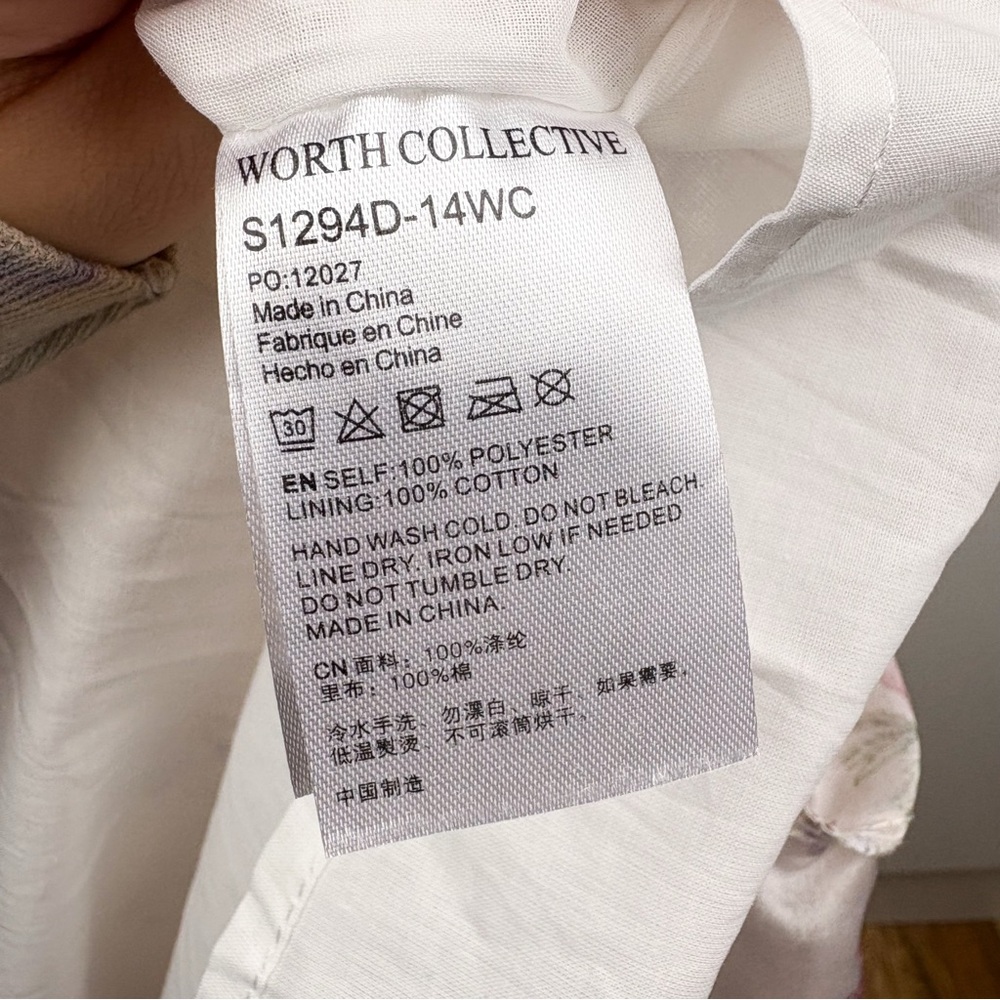 WORTH COLLECTIVE
S1294D-14WC
PO:12027
Made in China
Fabrique en Chine
Hecho en China
30
EN SELF:100% POLYESTER
LINING:100% COTTON
HAND WASH COLD. DO NOT BLEACH.
LINE DRY. IRON LOW IF NEEDED
DO NOT TUMBLE DRY
MADE IN CHINA.
CN 面料：100%涤纶
里布：100%棉
冷水手洗、勿漂白、晾干、如果需要，
低温熨烫、不可滚筒烘干。
中国制造